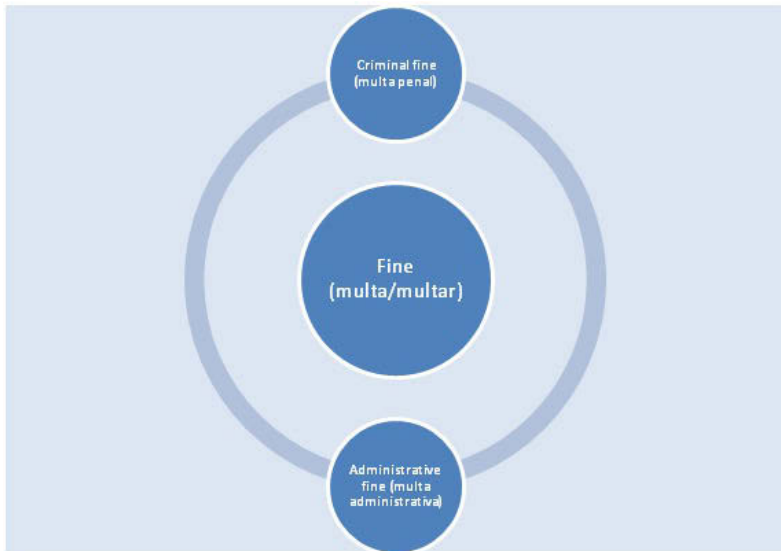 Criminal fine
(multa penal)
Fine
(multa/multar)
Administrative
fine (multa
administrativa)